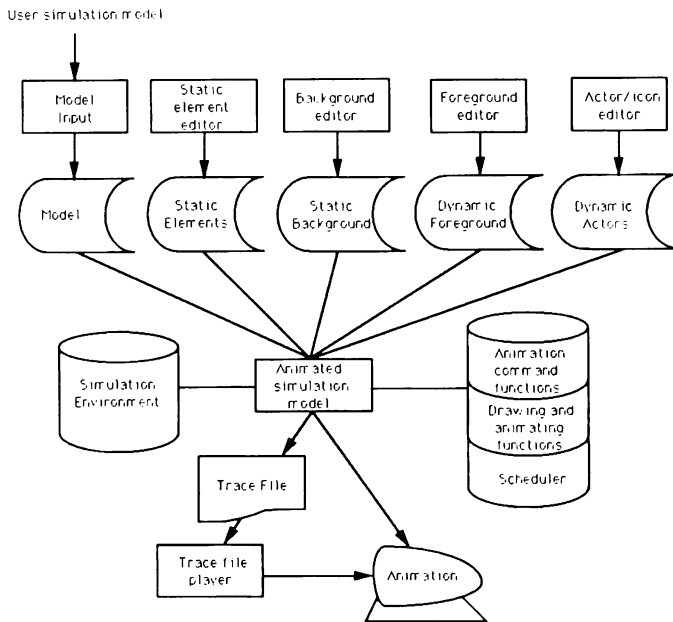 User simulation model
Model
Input
Static
element
editor
Background
editor
Foreground
editor
Actor/icon
editor
Model
Static
Elements
Static
Background
Dynamic
Foreground
Dynamic
Actors
Simulation
Environment
Animated
simulation
model
Animation
command
functions
Drawing and
animating
functions
Scheduler
Trace File
Trace file
player
Animation